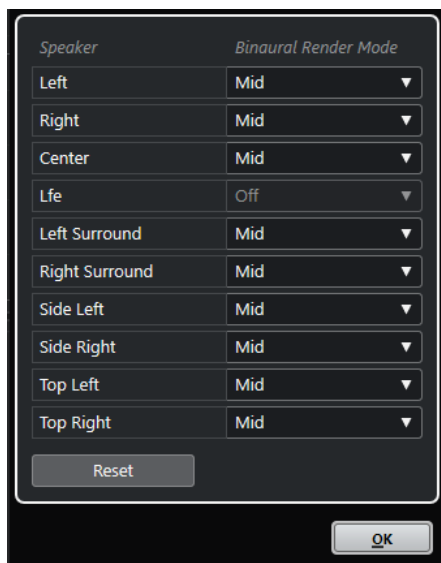 Speaker Binaural Render Mode
Left Mid
Right Mid
Center Mid
Lfe Off
Left Surround Mid
Right Surround Mid
Side Left Mid
Side Right Mid
Top Left Mid
Top Right Mid
Reset
OK